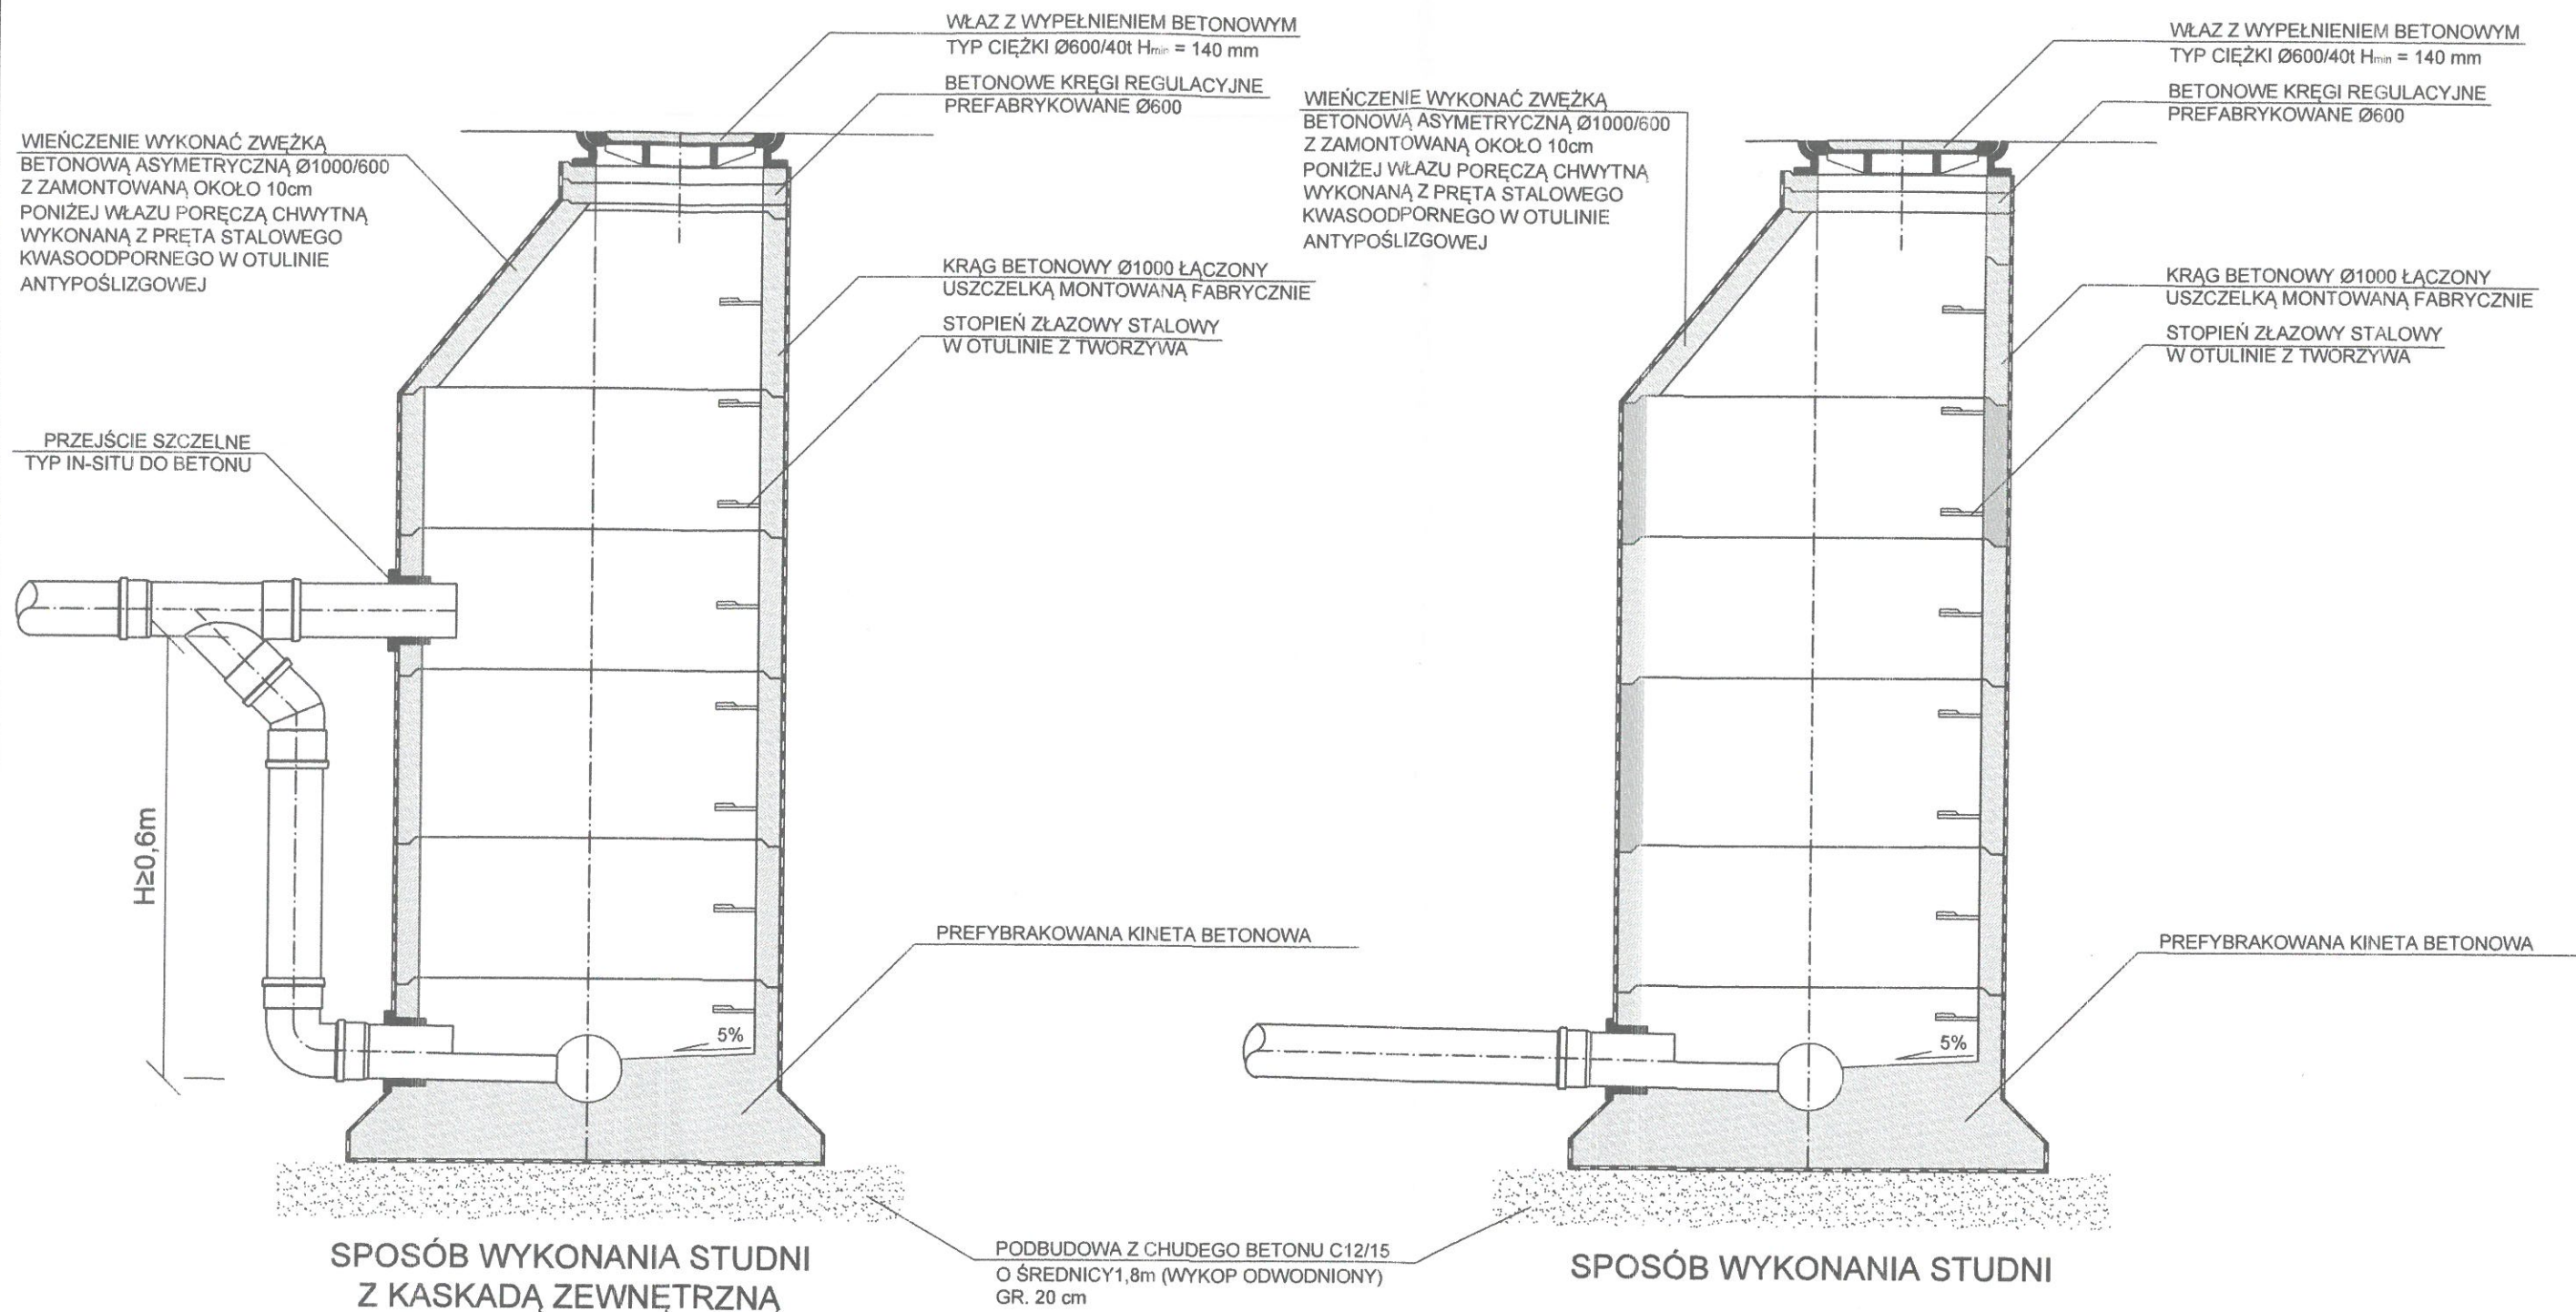 WŁAZ Z WYPEŁNIENIEM BETONOWYM
TYP CIĘŻKI Ø600/40t Hmin = 140 mm
BETONOWE KRĘGI REGULACYJNE
PREFABRYKOWANE Ø600
WIEŃCZENIE WYKONAĆ ZWĘŻKĄ
BETONOWĄ ASYMETRYCZNĄ Ø1000/600
Z ZAMONTOWANĄ OKOŁO 10cm
PONIŻEJ WŁAZU PORĘCZĄ CHWYTNĄ
WYKONANĄ Z PRĘTA STALOWEGO
KWASOODPORNEGO W OTULINIE
ANTYPOŚLIZGOWEJ
KRĄG BETONOWY Ø1000 ŁĄCZONY
USZCZELKĄ MONTOWANĄ FABRYCZNIE
STOPIEŃ ZŁAZOWY STALOWY
W OTULINIE Z TWORZYWA
PRZEJŚCIE SZCZELNE
TYP IN-SITU DO BETONU
H≥0,6m
PREFYBRAKOWANA KINETA BETONOWA
5%
SPOSÓB WYKONANIA STUDNI
Z KASKADĄ ZEWNĘTRZNĄ
PODBUDOWA Z CHUDEGO BETONU C12/15
O ŚREDNICY1,8m (WYKOP ODWODNIONY)
GR. 20 cm
WŁAZ Z WYPEŁNIENIEM BETONOWYM
TYP CIĘŻKI Ø600/40t Hmin = 140 mm
BETONOWE KRĘGI REGULACYJNE
PREFABRYKOWANE Ø600
WIEŃCZENIE WYKONAĆ ZWĘŻKĄ
BETONOWĄ ASYMETRYCZNĄ Ø1000/600
Z ZAMONTOWANĄ OKOŁO 10cm
PONIŻEJ WŁAZU PORĘCZĄ CHWYTNĄ
WYKONANĄ Z PRĘTA STALOWEGO
KWASOODPORNEGO W OTULINIE
ANTYPOŚLIZGOWEJ
KRĄG BETONOWY Ø1000 ŁĄCZONY
USZCZELKĄ MONTOWANĄ FABRYCZNIE
STOPIEŃ ZŁAZOWY STALOWY
W OTULINIE Z TWORZYWA
PREFYBRAKOWANA KINETA BETONOWA
5%
SPOSÓB WYKONANIA STUDNI